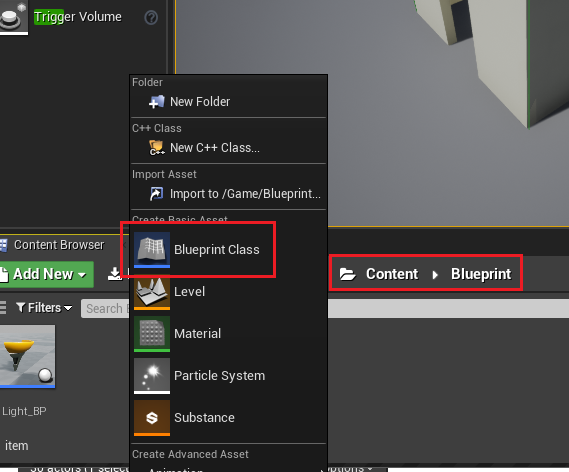 Trigger Volume
Folder
New Folder
C++ Class
New C++ Class...
Import Asset
Import to /Game/Blueprint...
Create Basic Asset
Content Browser
Blueprint Class
Add New
Content
Blueprint
Level
Filters
Search
Material
Particle System
Light_BP
Substance
item
Create Advanced Asset
Animation